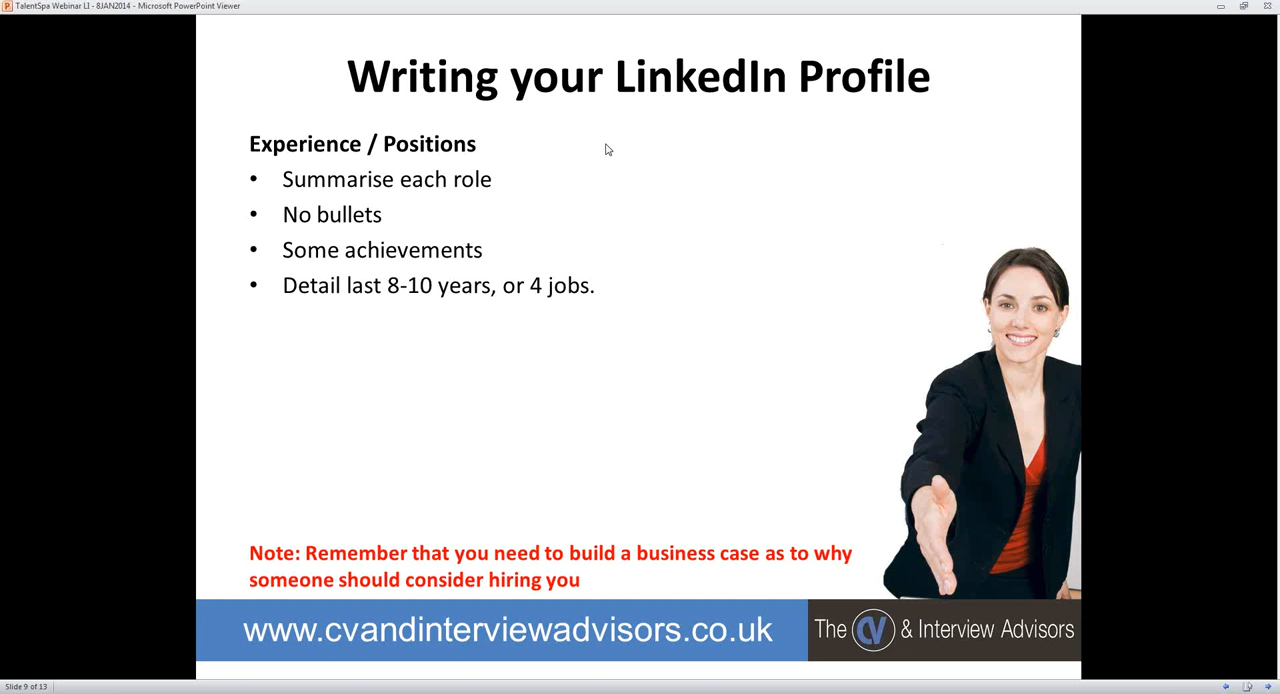 TalentSpa Webinar LI - 8JAN2014 - Microsoft PowerPoint Viewer
Writing your LinkedIn Profile
Experience / Positions
• Summarise each role
• No bullets
• Some achievements
• Detail last 8-10 years, or 4 jobs.
Note: Remember that you need to build a business case as to why
someone should consider hiring you
www.cvandinterviewadvisors.co.uk
The CV & Interview Advisors
Slide 9 of 13